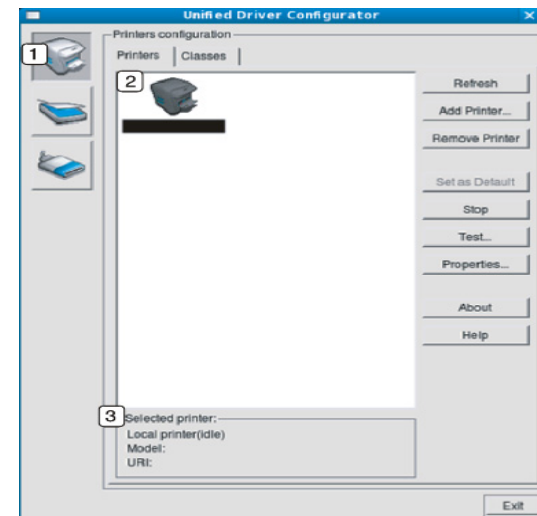 Unified Driver Configurator
1
Printers configuration
Printers
Classes
2
Refresh
Add Printer...
Remove Printer
Set as Default
Stop
Test...
Properties...
About
Help
3
Selected printer:
Local printer(idle)
Model:
URI:
Exit